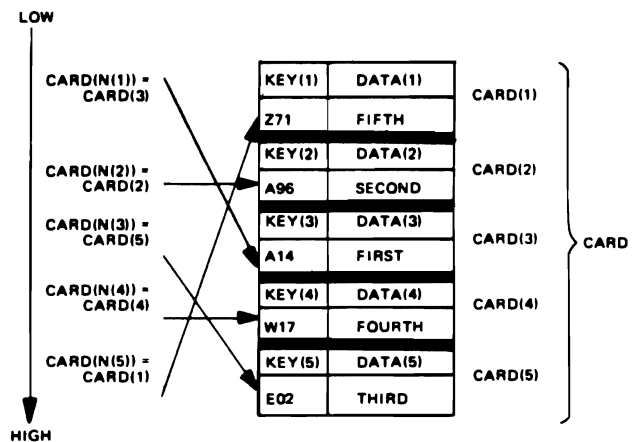 LOW
CARD(N(1)) =
CARD(3)
CARD(N(2)) =
CARD(2)
CARD(N(3)) =
CARD(5)
CARD(N(4)) =
CARD(4)
CARD(N(5)) =
CARD(1)
HIGH
KEY(1) DATA(1)
Z71 FIFTH
KEY(2) DATA(2)
A96 SECOND
KEY(3) DATA(3)
A14 FIRST
KEY(4) DATA(4)
W17 FOURTH
KEY(5) DATA(5)
E02 THIRD
CARD(1)
CARD(2)
CARD(3)
CARD(4)
CARD(5)
CARD